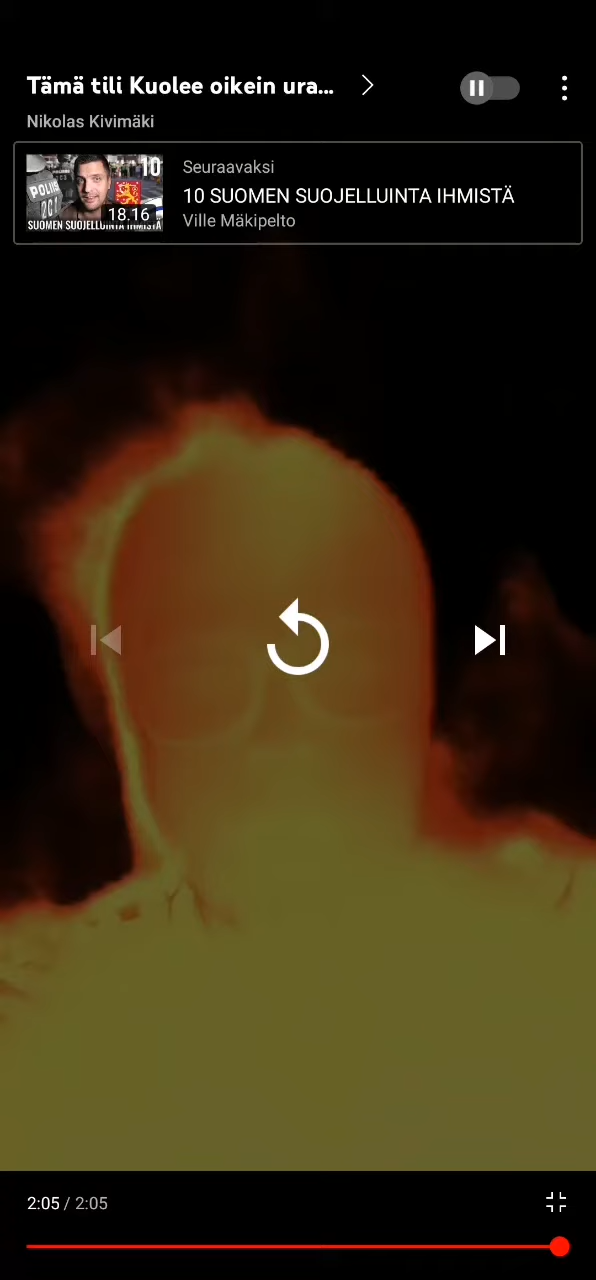 Tämä tili Kuolee oikein ura...
Nikolas Kivimäki
10
POLIISI
18.16
SUOMEN SUOJELLUINTA IHMISTÄ
Seuraavaksi
10 SUOMEN SUOJELLUINTA IHMISTÄ
Ville Mäkipelto
2:05 / 2:05